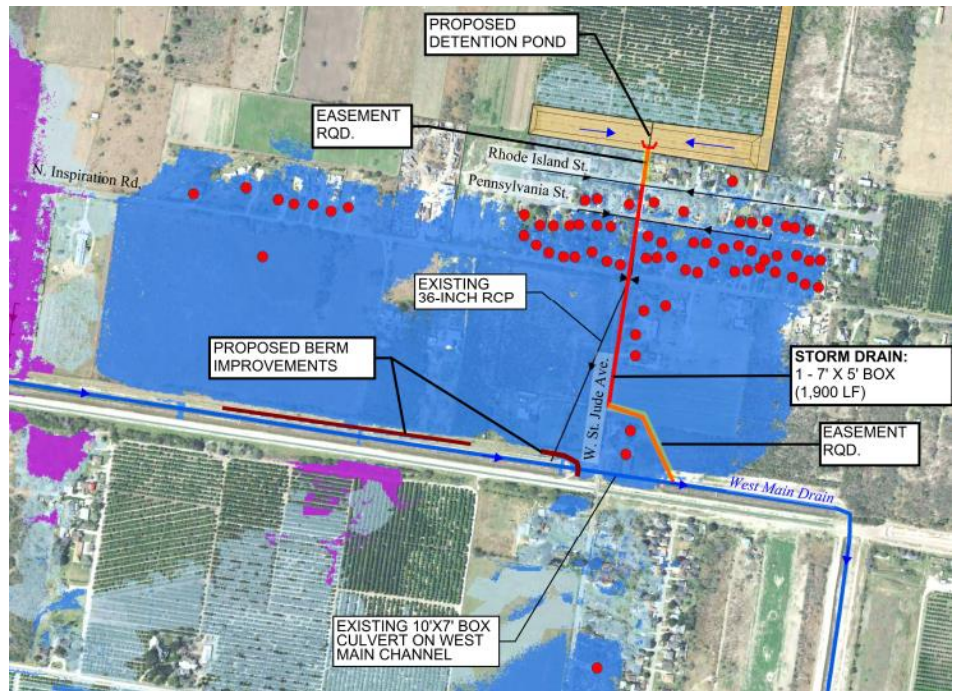 PROPOSED
DETENTION POND
EASEMENT
RQD.
Rhode Island St.
Pennsylvania St.
N. Inspiration Rd.
EXISTING
36-INCH RCP
PROPOSED BERM
IMPROVEMENTS
W. St. Jude Ave.
STORM DRAIN:
1 - 7' X 5' BOX
(1,900 LF)
EASEMENT
RQD.
West Main Drain
EXISTING 10'X7' BOX
CULVERT ON WEST
MAIN CHANNEL